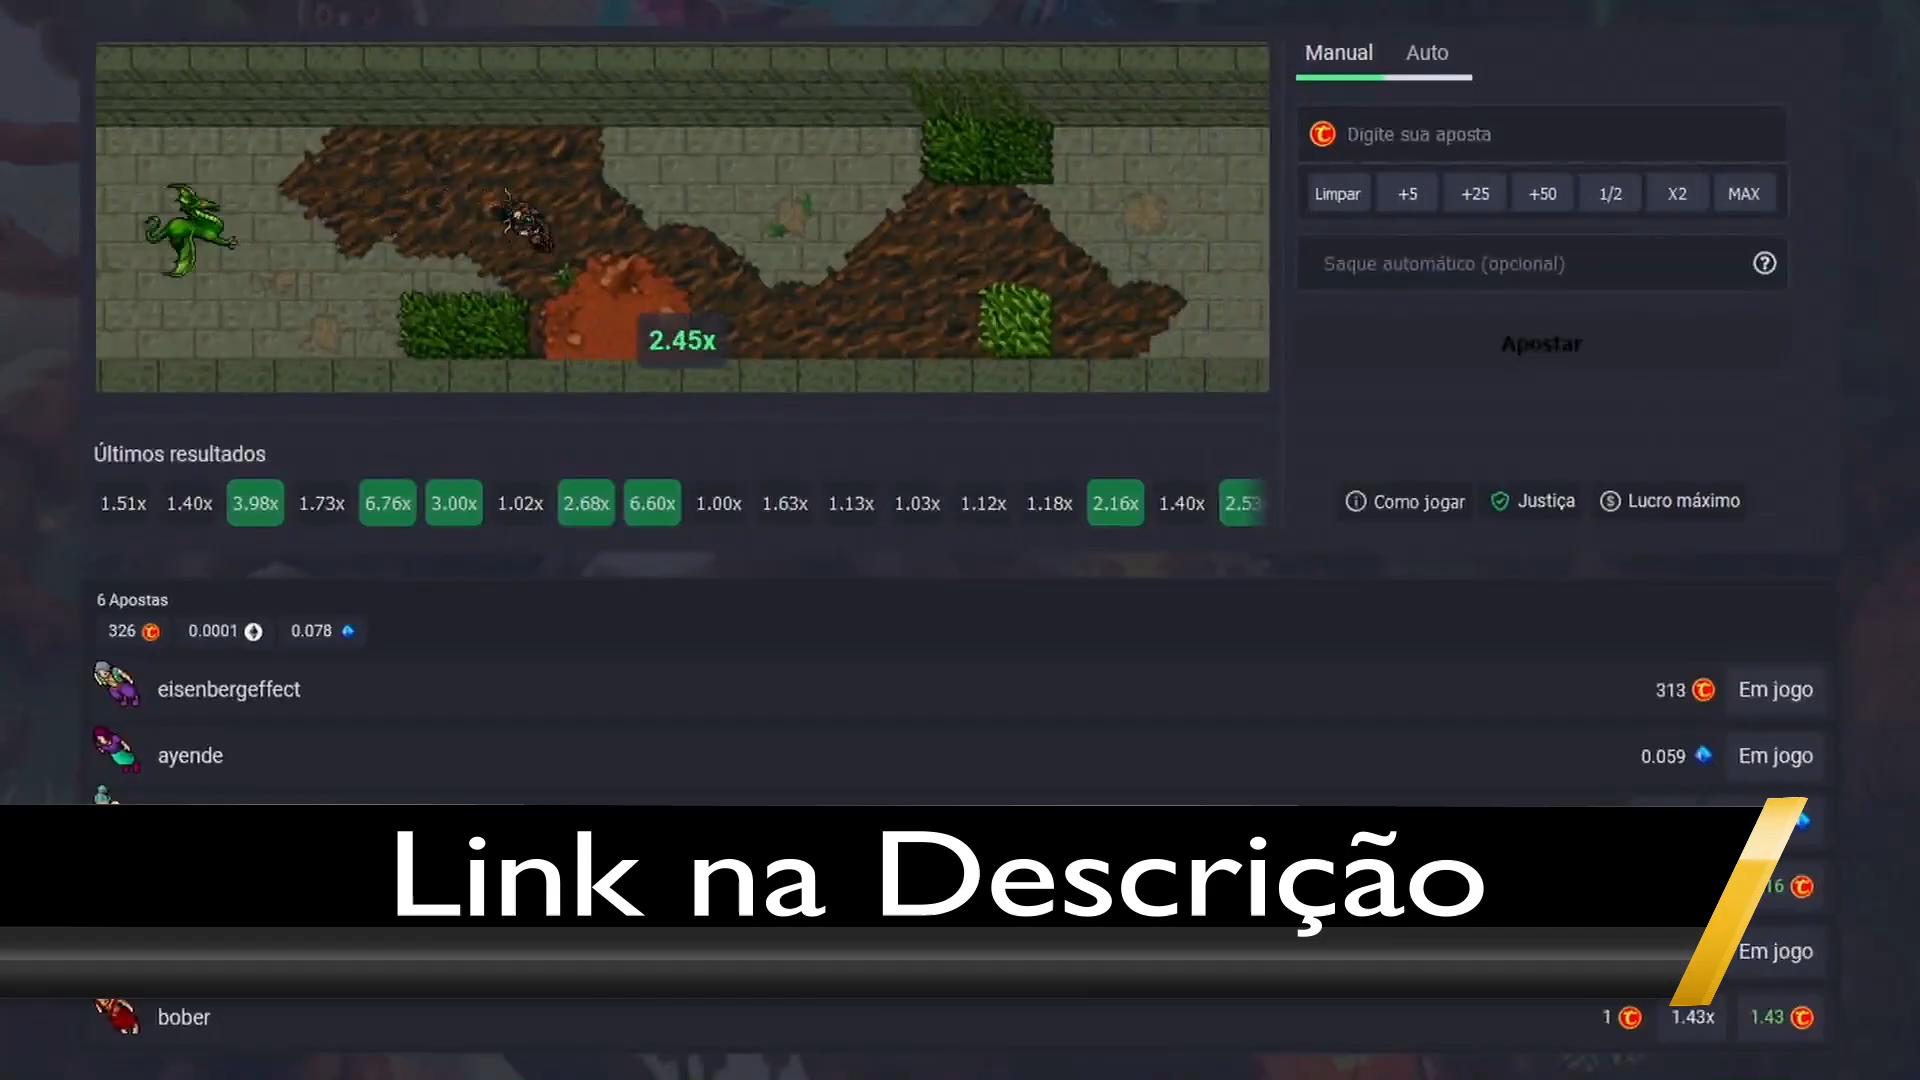 Manual Auto
Digite sua aposta
Limpar +5 +25 +50 1/2 X2 MAX
Saque automático (opcional)
2.45x
Apostar
Últimos resultados
1.51x 1.40x 3.98x 1.73x 6.76x 3.00x 1.02x 2.68x 6.60x 1.00x 1.63x 1.13x 1.03x 1.12x 1.18x 2.16x 1.40x 2.53
Como jogar Justiça Lucro máximo
6 Apostas
326 0.0001 0.078
eisenbergeffect 313 Em jogo
ayende 0.059 Em jogo
Link na Descrição
16
Em jogo
bober 1 1.43x 1.43